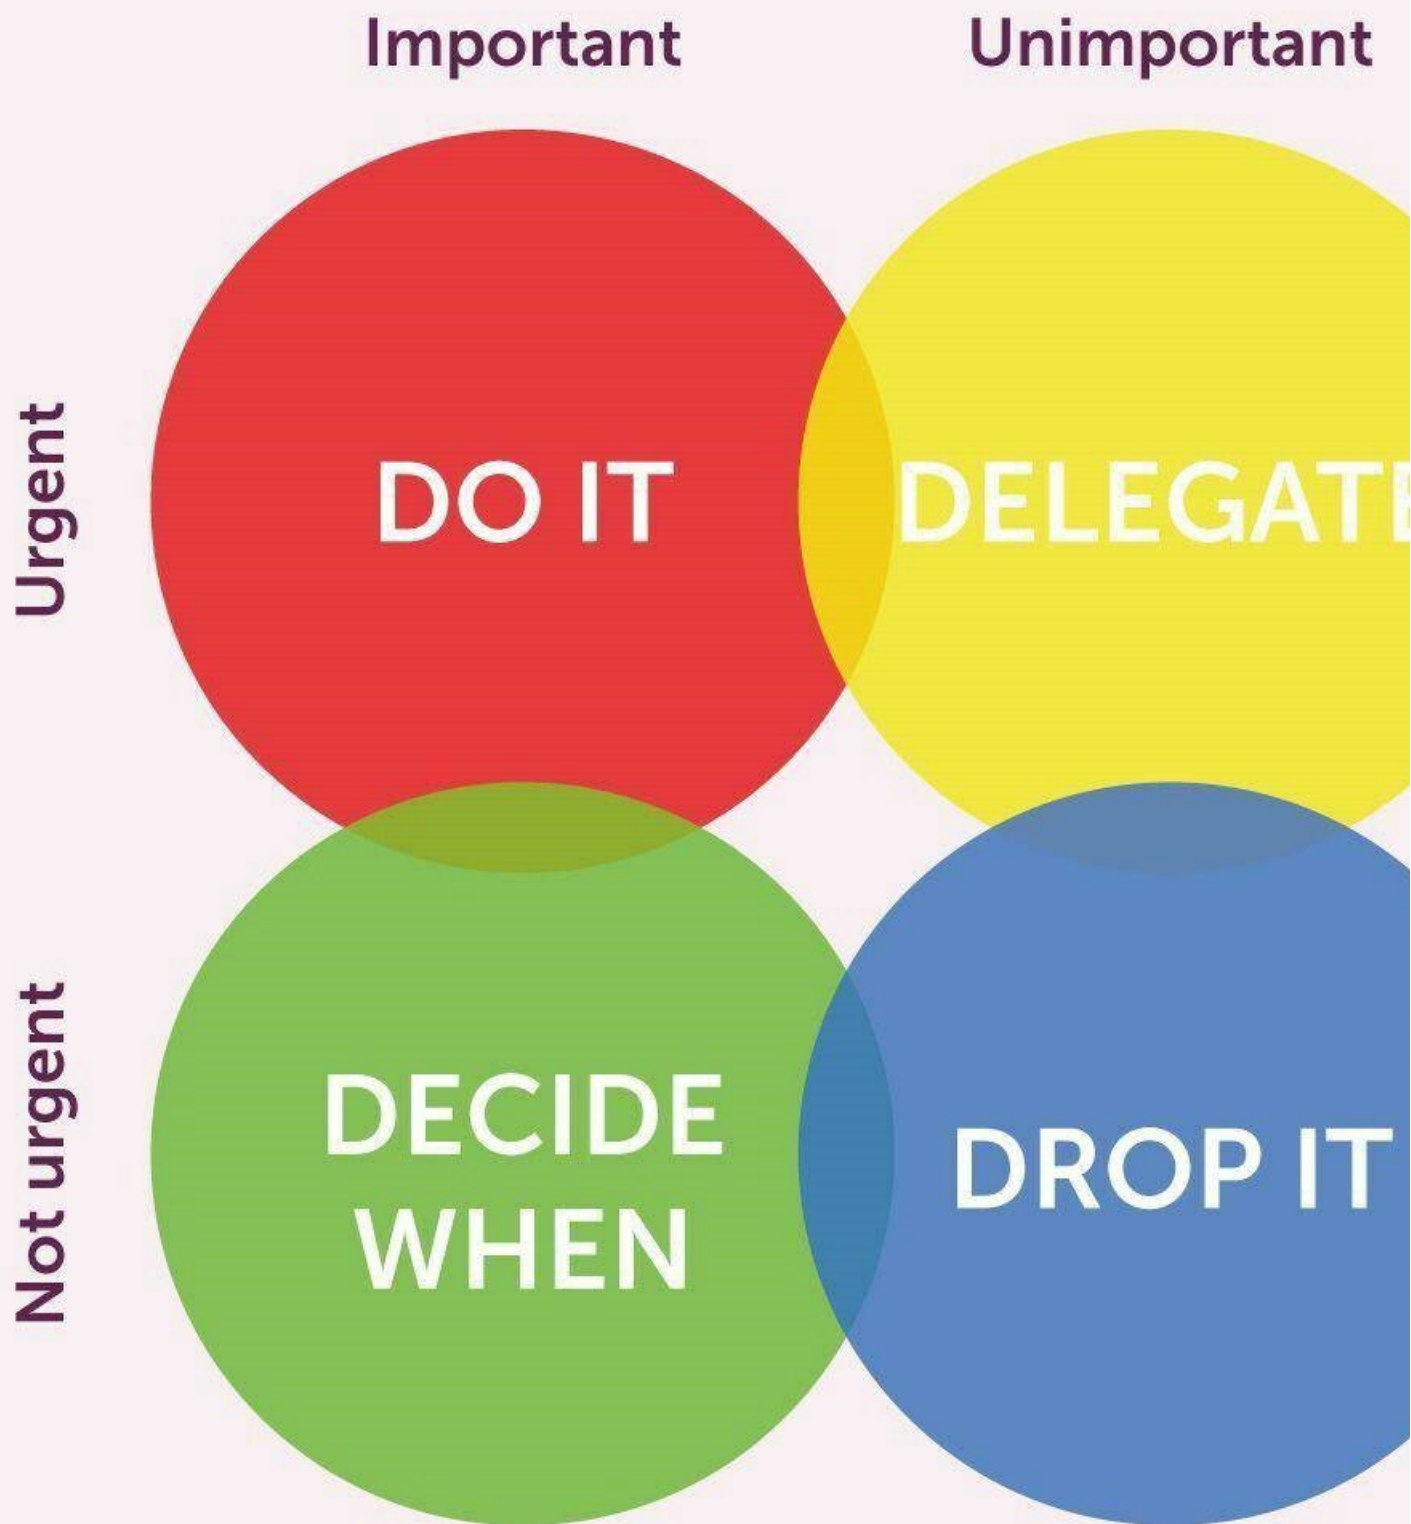 Important Unimportant
Urgent
DO IT
DELEGATE
Not urgent
DECIDE
WHEN
DROP IT